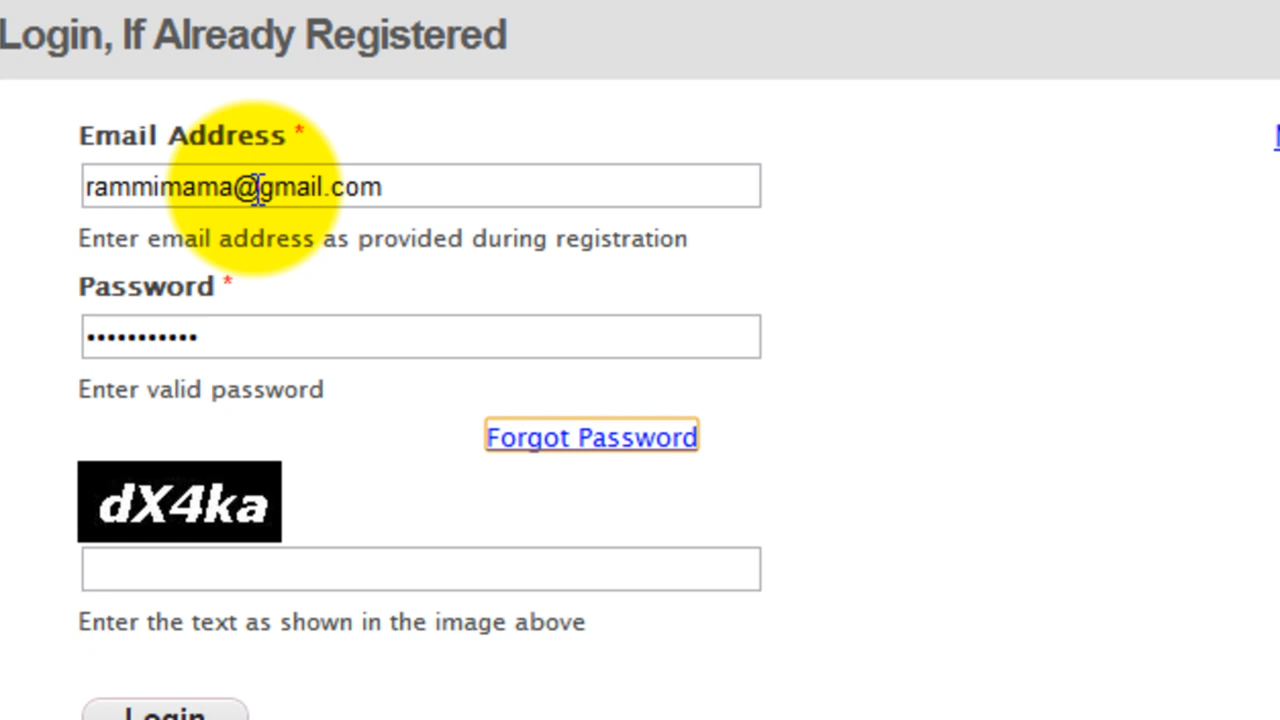 Login, If Already Registered
Email Address *
rammimama@gmail.com
Enter email address as provided during registration
Password *
•••••••••••
Enter valid password
Forgot Password
dX4ka
Enter the text as shown in the image above
Login